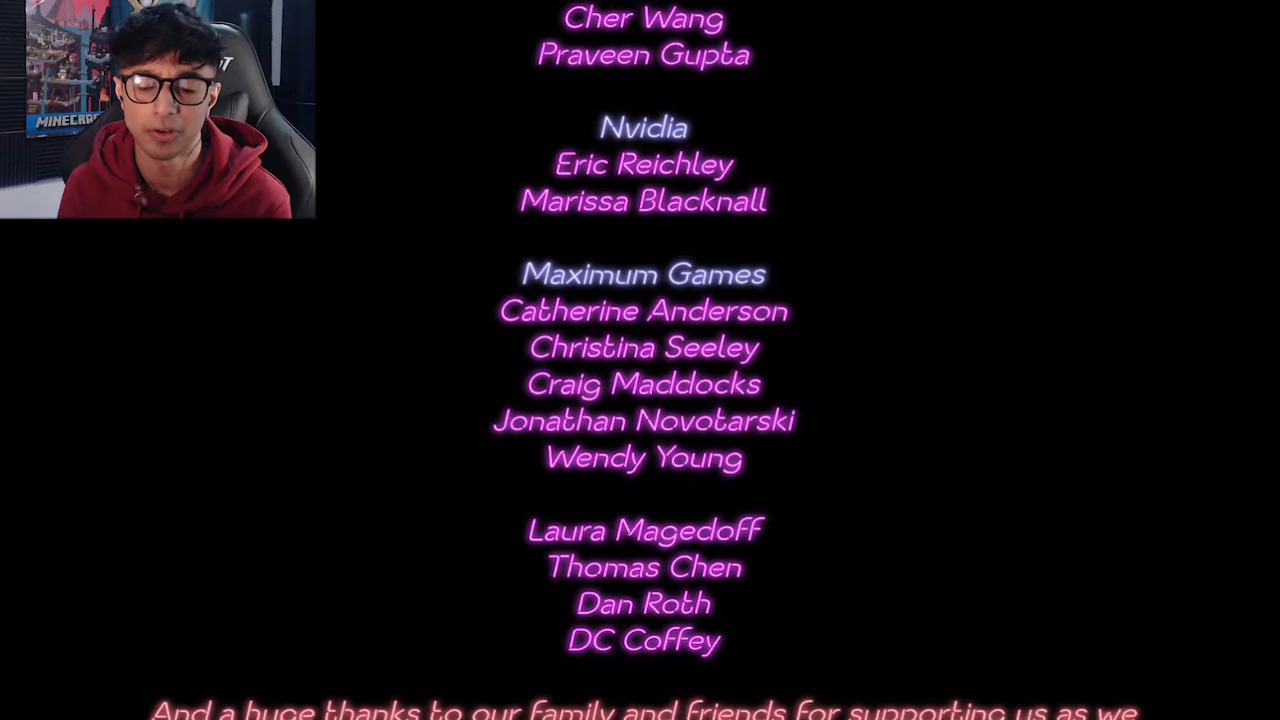 Cher Wang
Praveen Gupta
Nvidia
Eric Reichley
Marissa Blacknall
Maximum Games
Catherine Anderson
Christina Seeley
Craig Maddocks
Jonathan Novotarski
Wendy Young
Laura Magedoff
Thomas Chen
Dan Roth
DC Coffey
And a huge thanks to our family and friends for supporting us as we